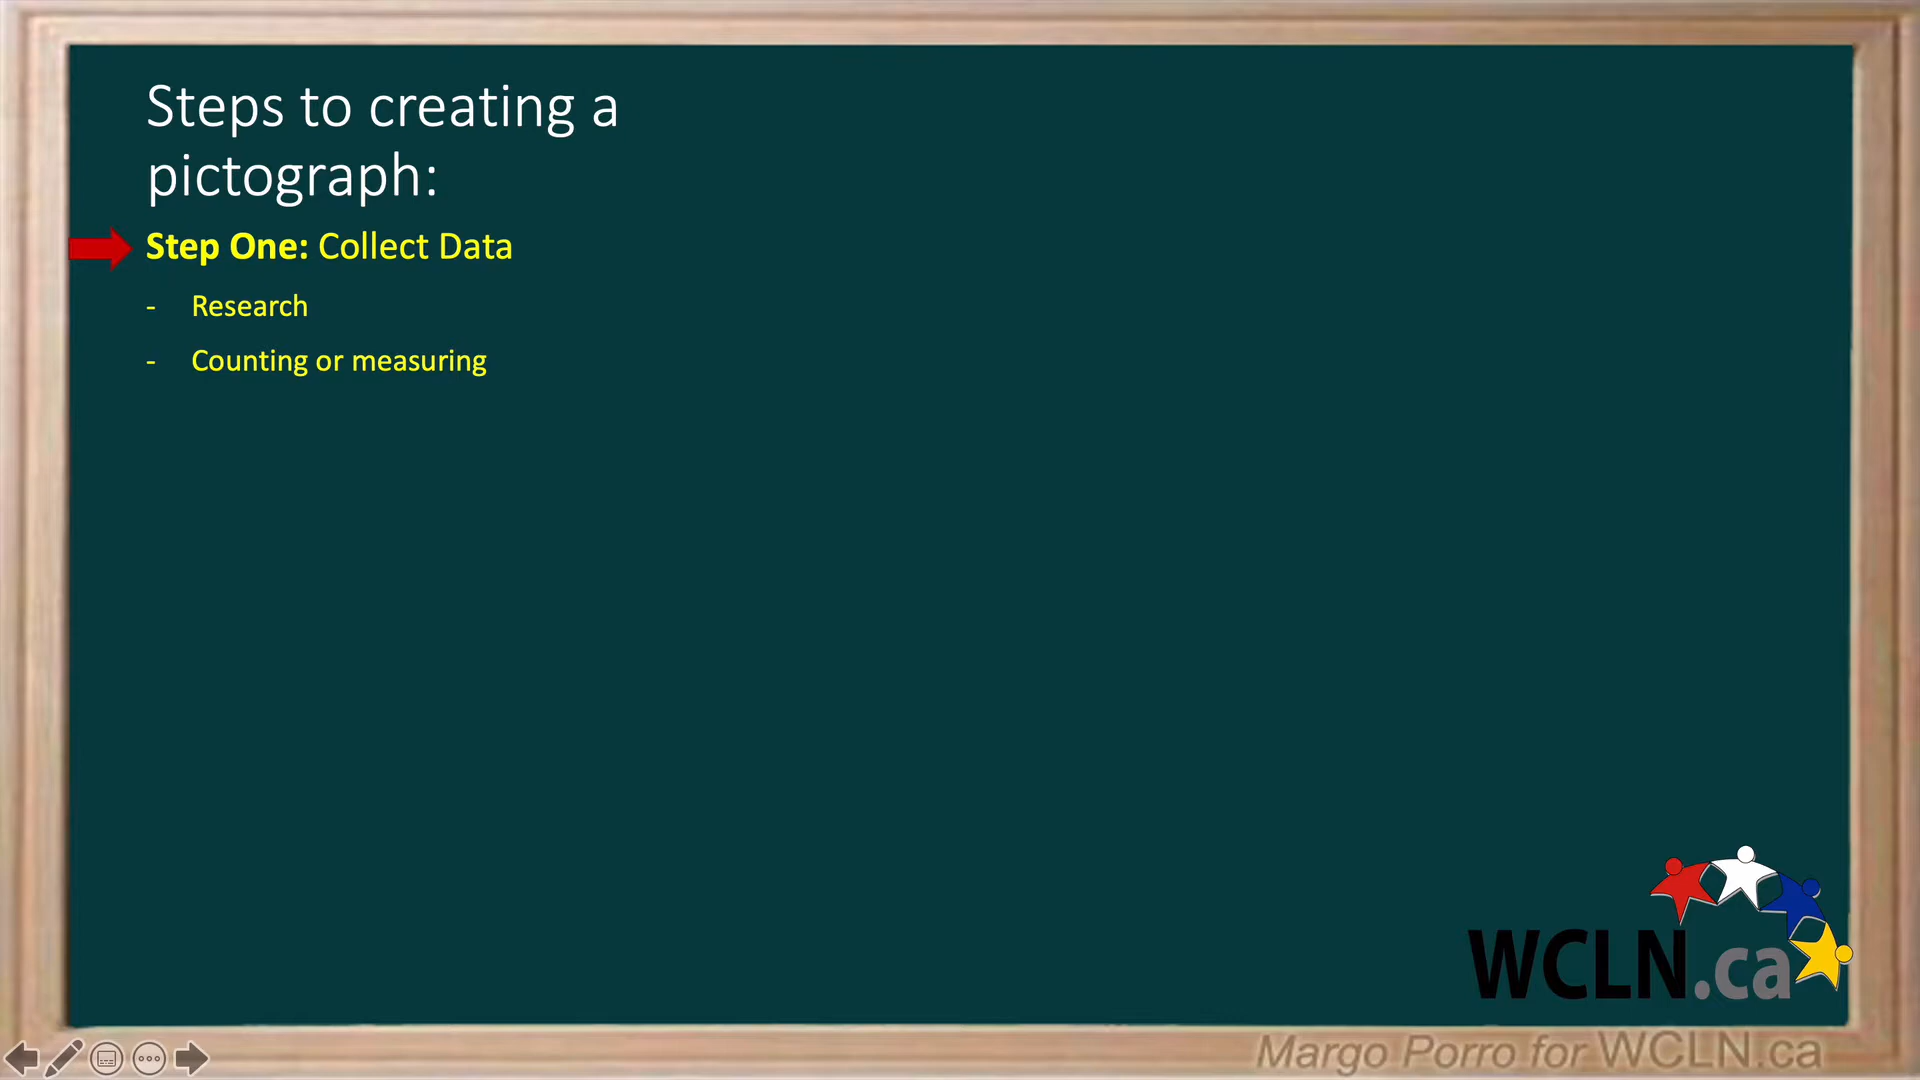 Steps to creating a
pictograph:
Step One: Collect Data
- Research
- Counting or measuring
WCLN.ca
Margo Porro for WCLN.ca